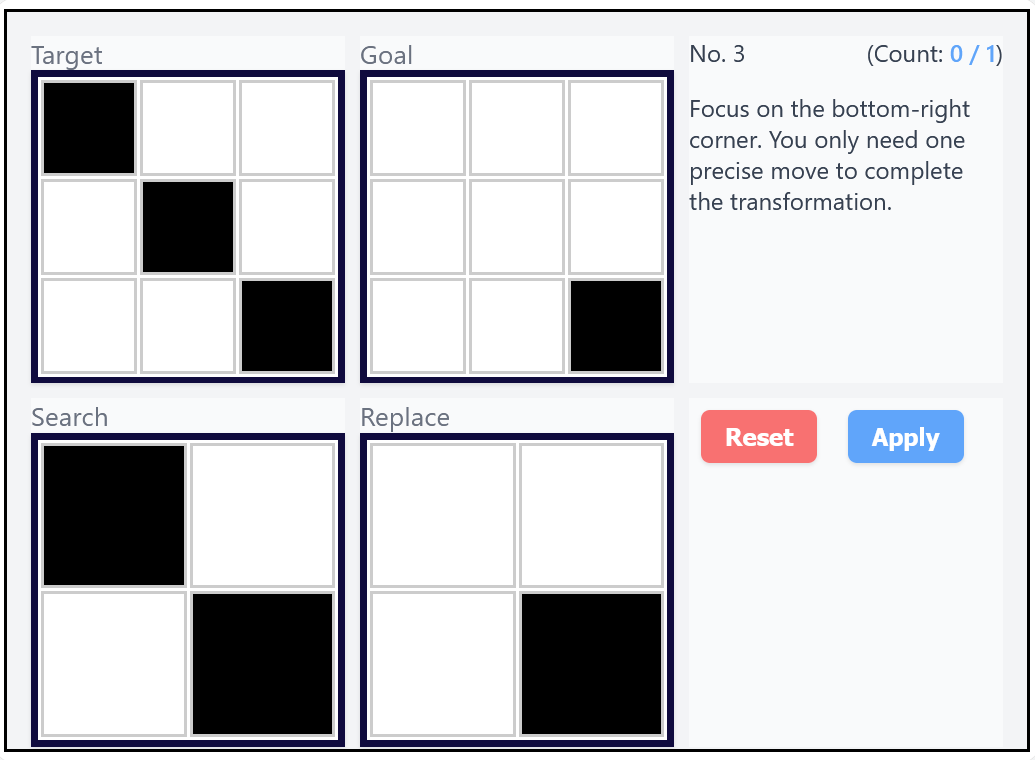 Target
Goal
No. 3
(Count: 0 / 1)
Focus on the bottom-right
corner. You only need one
precise move to complete
the transformation.
Search
Replace
Reset
Apply